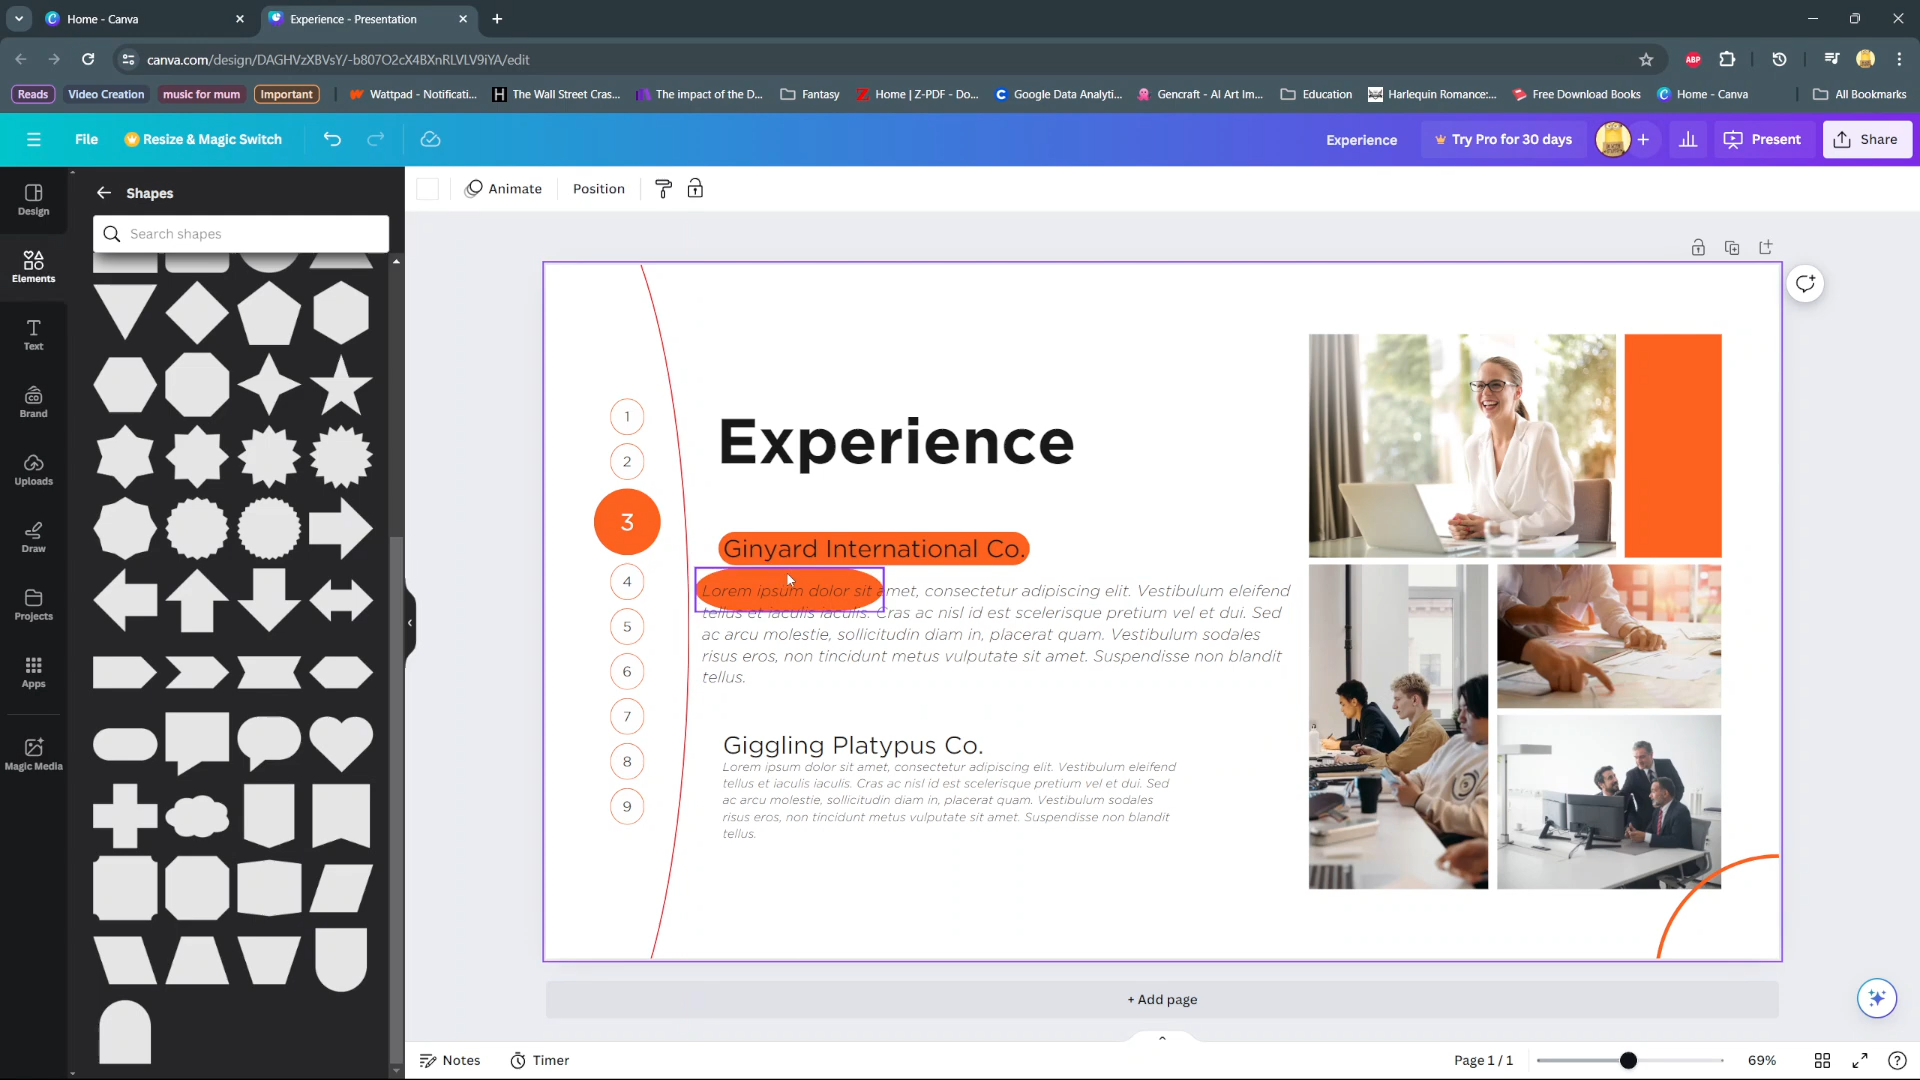 Home - Canva
Experience - Presentation
canva.com/design/DAGHVzXBVsY/-b807O2cX4BXnRLVLV9iYA/edit
ABP
Reads
Video Creation
music for mum
Important
Wattpad - Notificati...
The Wall Street Cras...
The impact of the D...
Fantasy
Home | Z-PDF - Do...
Google Data Analyti...
Gencraft - AI Art Im...
Education
Harlequin Romance:...
Free Download Books
Home - Canva
All Bookmarks
File
Resize & Magic Switch
Experience
Try Pro for 30 days
Present
Share
Design
Elements
Text
Brand
Uploads
Draw
Projects
Apps
Magic Media
Shapes
Search shapes
Animate
Position
1
2
3
4
5
6
7
8
9
Experience
Ginyard International Co.
Lorem ipsum dolor sit amet, consectetur adipiscing elit. Vestibulum eleifend
tellus et iaculis iaculis. Cras ac nisl id est scelerisque pretium vel et dui. Sed
ac arcu molestie, sollicitudin diam in, placerat quam. Vestibulum sodales
risus eros, non tincidunt metus vulputate sit amet. Suspendisse non blandit
tellus.
Giggling Platypus Co.
Lorem ipsum dolor sit amet, consectetur adipiscing elit. Vestibulum eleifend
tellus et iaculis iaculis. Cras ac nisl id est scelerisque pretium vel et dui. Sed
ac arcu molestie, sollicitudin diam in, placerat quam. Vestibulum sodales
risus eros, non tincidunt metus vulputate sit amet. Suspendisse non blandit
tellus.
+ Add page
Notes
Timer
Page 1 / 1
69%